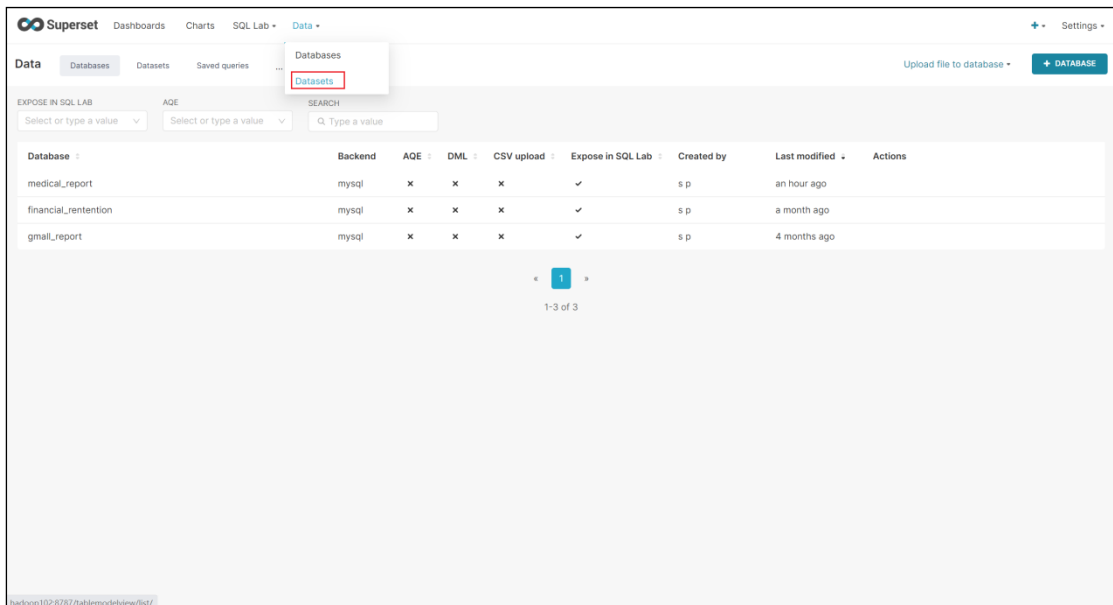 Superset Dashboards Charts SQL Lab Data Settings
Databases
Datasets
Data Databases Datasets Saved queries ... Upload file to database + DATABASE
EXPOSE IN SQL LAB AQE SEARCH
Select or type a value Select or type a value Type a value
Database Backend AQE DML CSV upload Expose in SQL Lab Created by Last modified Actions
medical_report mysql s p an hour ago
financial_rentention mysql s p a month ago
gmall_report mysql s p 4 months ago
« 1 »
1-3 of 3
hadoop102:8787/tablemodelview/list/